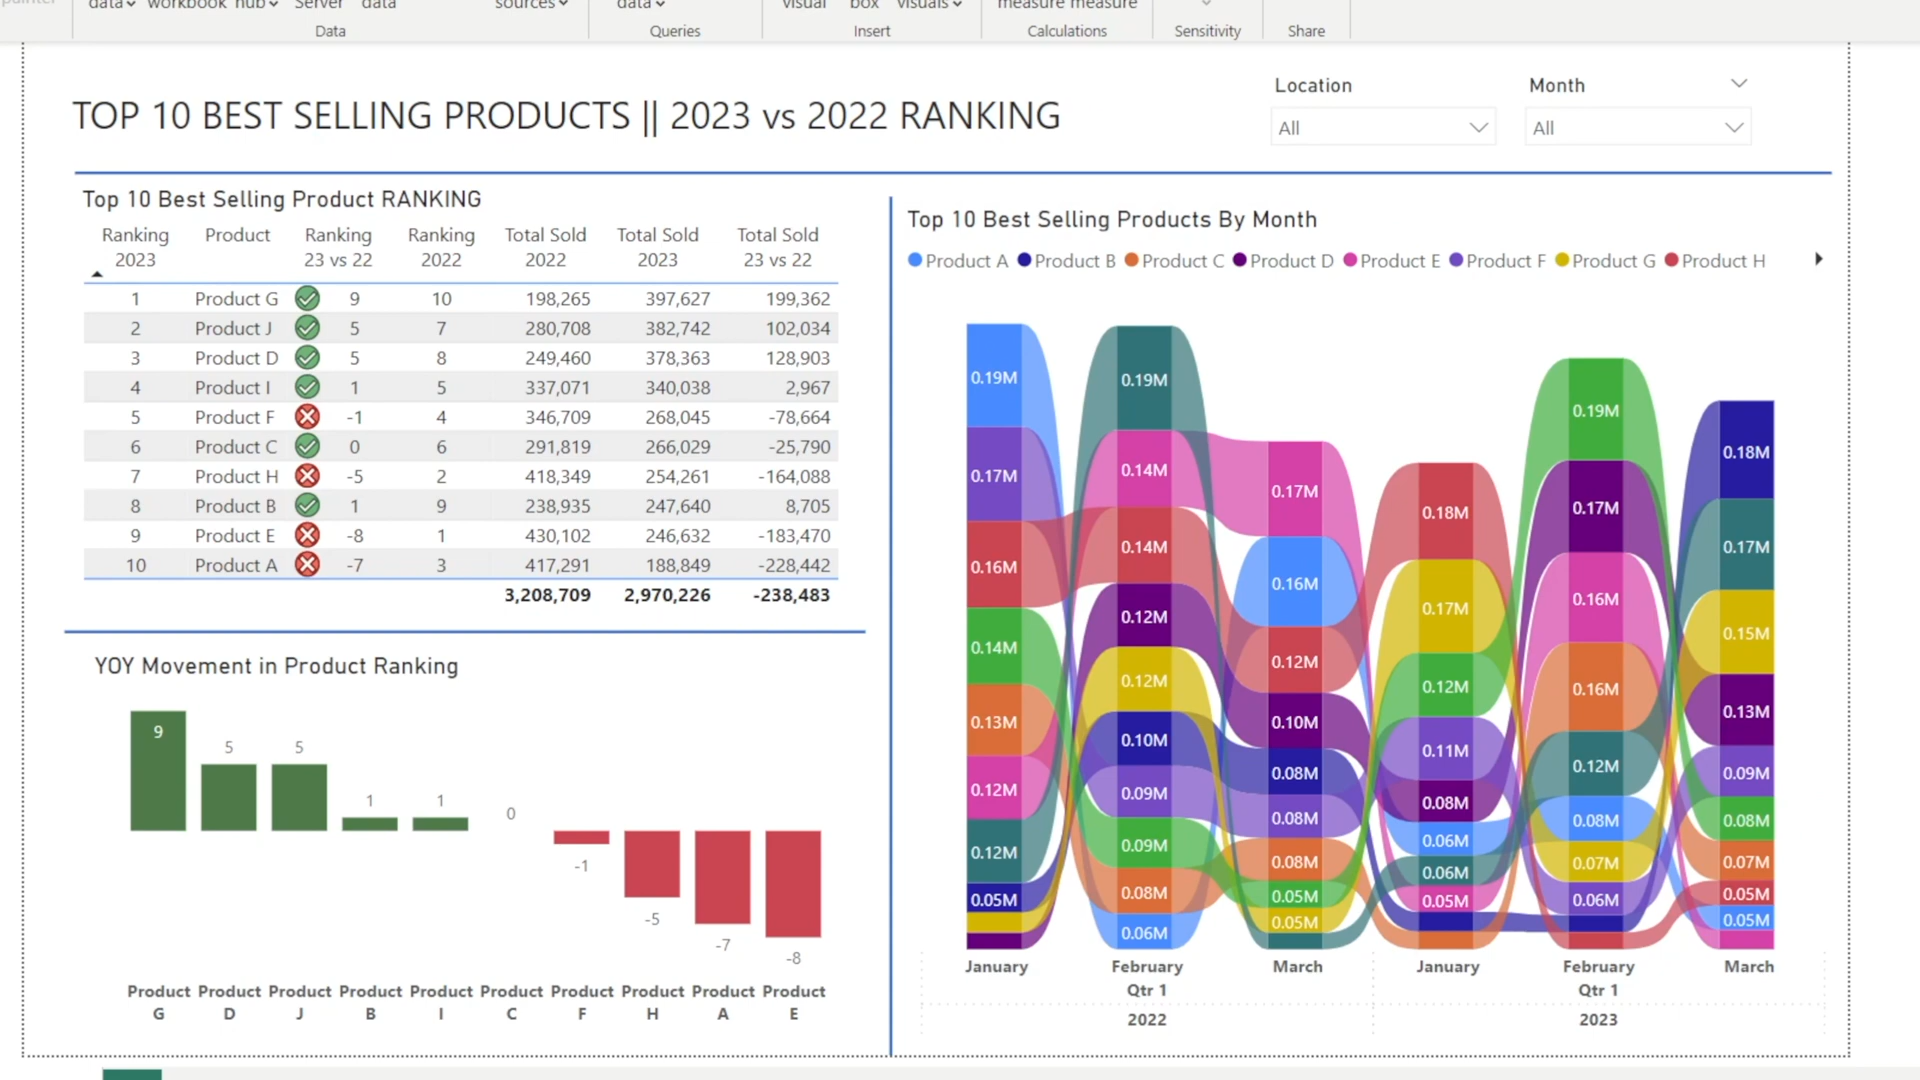 painter
data workbook hub Server data
sources
data
visual box visuals
measure measure
Data
Queries
Insert
Calculations
Sensitivity
Share
TOP 10 BEST SELLING PRODUCTS || 2023 vs 2022 RANKING
Location
All
Month
All
Top 10 Best Selling Product RANKING
Ranking 2023 Product Ranking 23 vs 22 Ranking 2022 Total Sold 2022 Total Sold 2023 Total Sold 23 vs 22
1 Product G 9 10 198,265 397,627 199,362
2 Product J 5 7 280,708 382,742 102,034
3 Product D 5 8 249,460 378,363 128,903
4 Product I 1 5 337,071 340,038 2,967
5 Product F -1 4 346,709 268,045 -78,664
6 Product C 0 6 291,819 266,029 -25,790
7 Product H -5 2 418,349 254,261 -164,088
8 Product B 1 9 238,935 247,640 8,705
9 Product E -8 1 430,102 246,632 -183,470
10 Product A -7 3 417,291 188,849 -228,442
3,208,709 2,970,226 -238,483
YOY Movement in Product Ranking
9
5
5
1
1
0
-1
-5
-7
-8
Product G
Product D
Product J
Product B
Product I
Product C
Product F
Product H
Product A
Product E
Top 10 Best Selling Products By Month
Product A Product B Product C Product D Product E Product F Product G Product H
0.19M
0.17M
0.16M
0.14M
0.13M
0.12M
0.12M
0.05M
0.19M
0.14M
0.14M
0.12M
0.12M
0.10M
0.09M
0.09M
0.08M
0.06M
0.17M
0.16M
0.12M
0.10M
0.08M
0.08M
0.08M
0.05M
0.05M
0.18M
0.17M
0.12M
0.11M
0.08M
0.06M
0.06M
0.05M
0.19M
0.17M
0.16M
0.16M
0.12M
0.08M
0.07M
0.06M
0.18M
0.17M
0.15M
0.13M
0.09M
0.08M
0.07M
0.05M
0.05M
January February March January February March
Qtr 1 Qtr 1
2022 2023